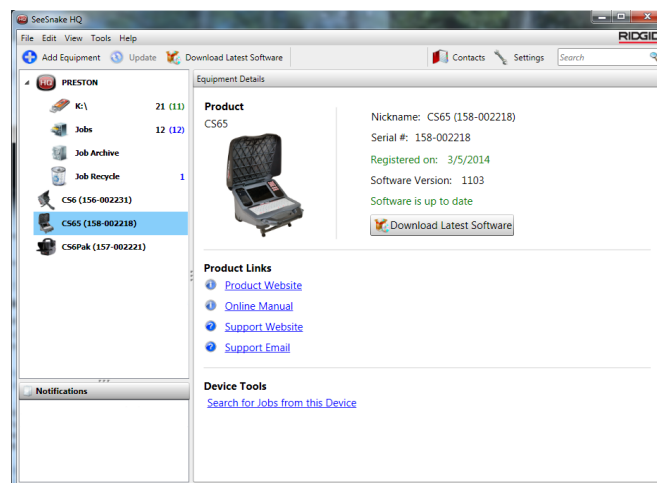 SeeSnake HQ
File Edit View Tools Help
RIDGID
Add Equipment Update Download Latest Software Contacts Settings Search
HQ PRESTON
K:\ 21 (11)
Jobs 12 (12)
Job Archive
Job Recycle 1
CS6 (156-002231)
CS65 (158-002218)
CS6Pak (157-002221)
Notifications
Equipment Details
Product
CS65
Nickname: CS65 (158-002218)
Serial #: 158-002218
Registered on: 3/5/2014
Software Version: 1103
Software is up to date
Download Latest Software
Product Links
Product Website
Online Manual
Support Website
Support Email
Device Tools
Search for Jobs from this Device